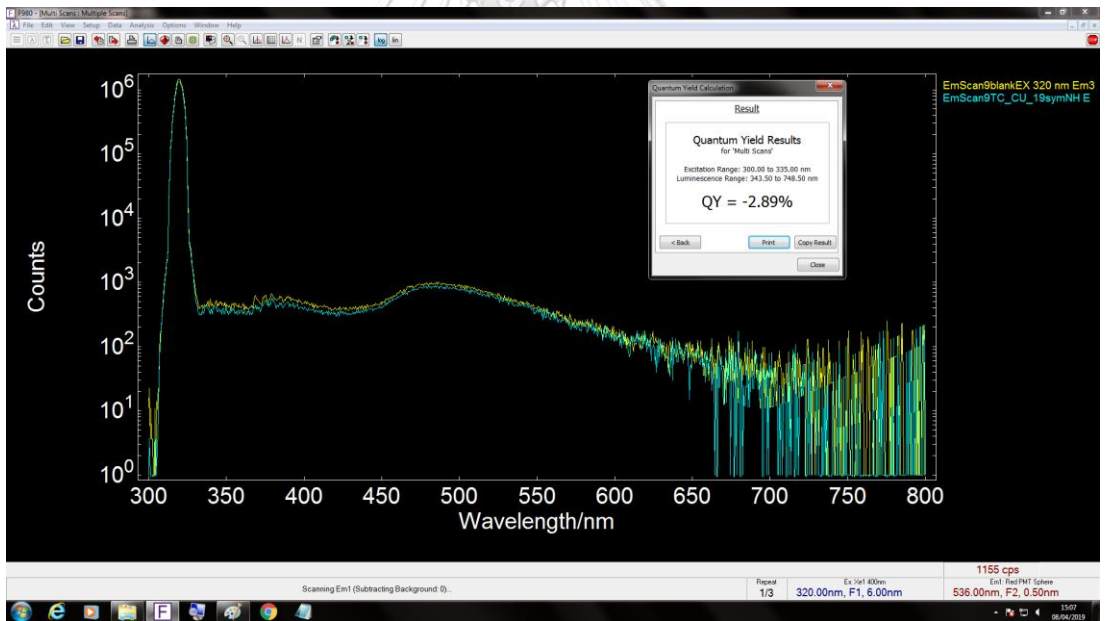 F980 - [Multi Scans : Multiple Scans]
File Edit View Setup Data Analysis Options Window Help
log lin
EmScan9blankEX 320 nm Em3
EmScan9TC_CU_19symNH E
Quantum Yield Calculation
Result
Quantum Yield Results
for 'Multi Scans'
Excitation Range: 300.00 to 335.00 nm
Luminescence Range: 343.50 to 748.50 nm
QY = -2.89%
< Back Print Copy Result
Close
Counts
10^6
10^5
10^4
10^3
10^2
10^1
10^0
300 350 400 450 500 550 600 650 700 750 800
Wavelength/nm
1155 cps
Scanning Em1 (Subtracting Background: 0)...
Repeat
1/3
Ex: Xe1 400nm
320.00nm, F1, 6.00nm
Em1: Red PMT Sphere
536.00nm, F2, 0.50nm
15:07
08/04/2019